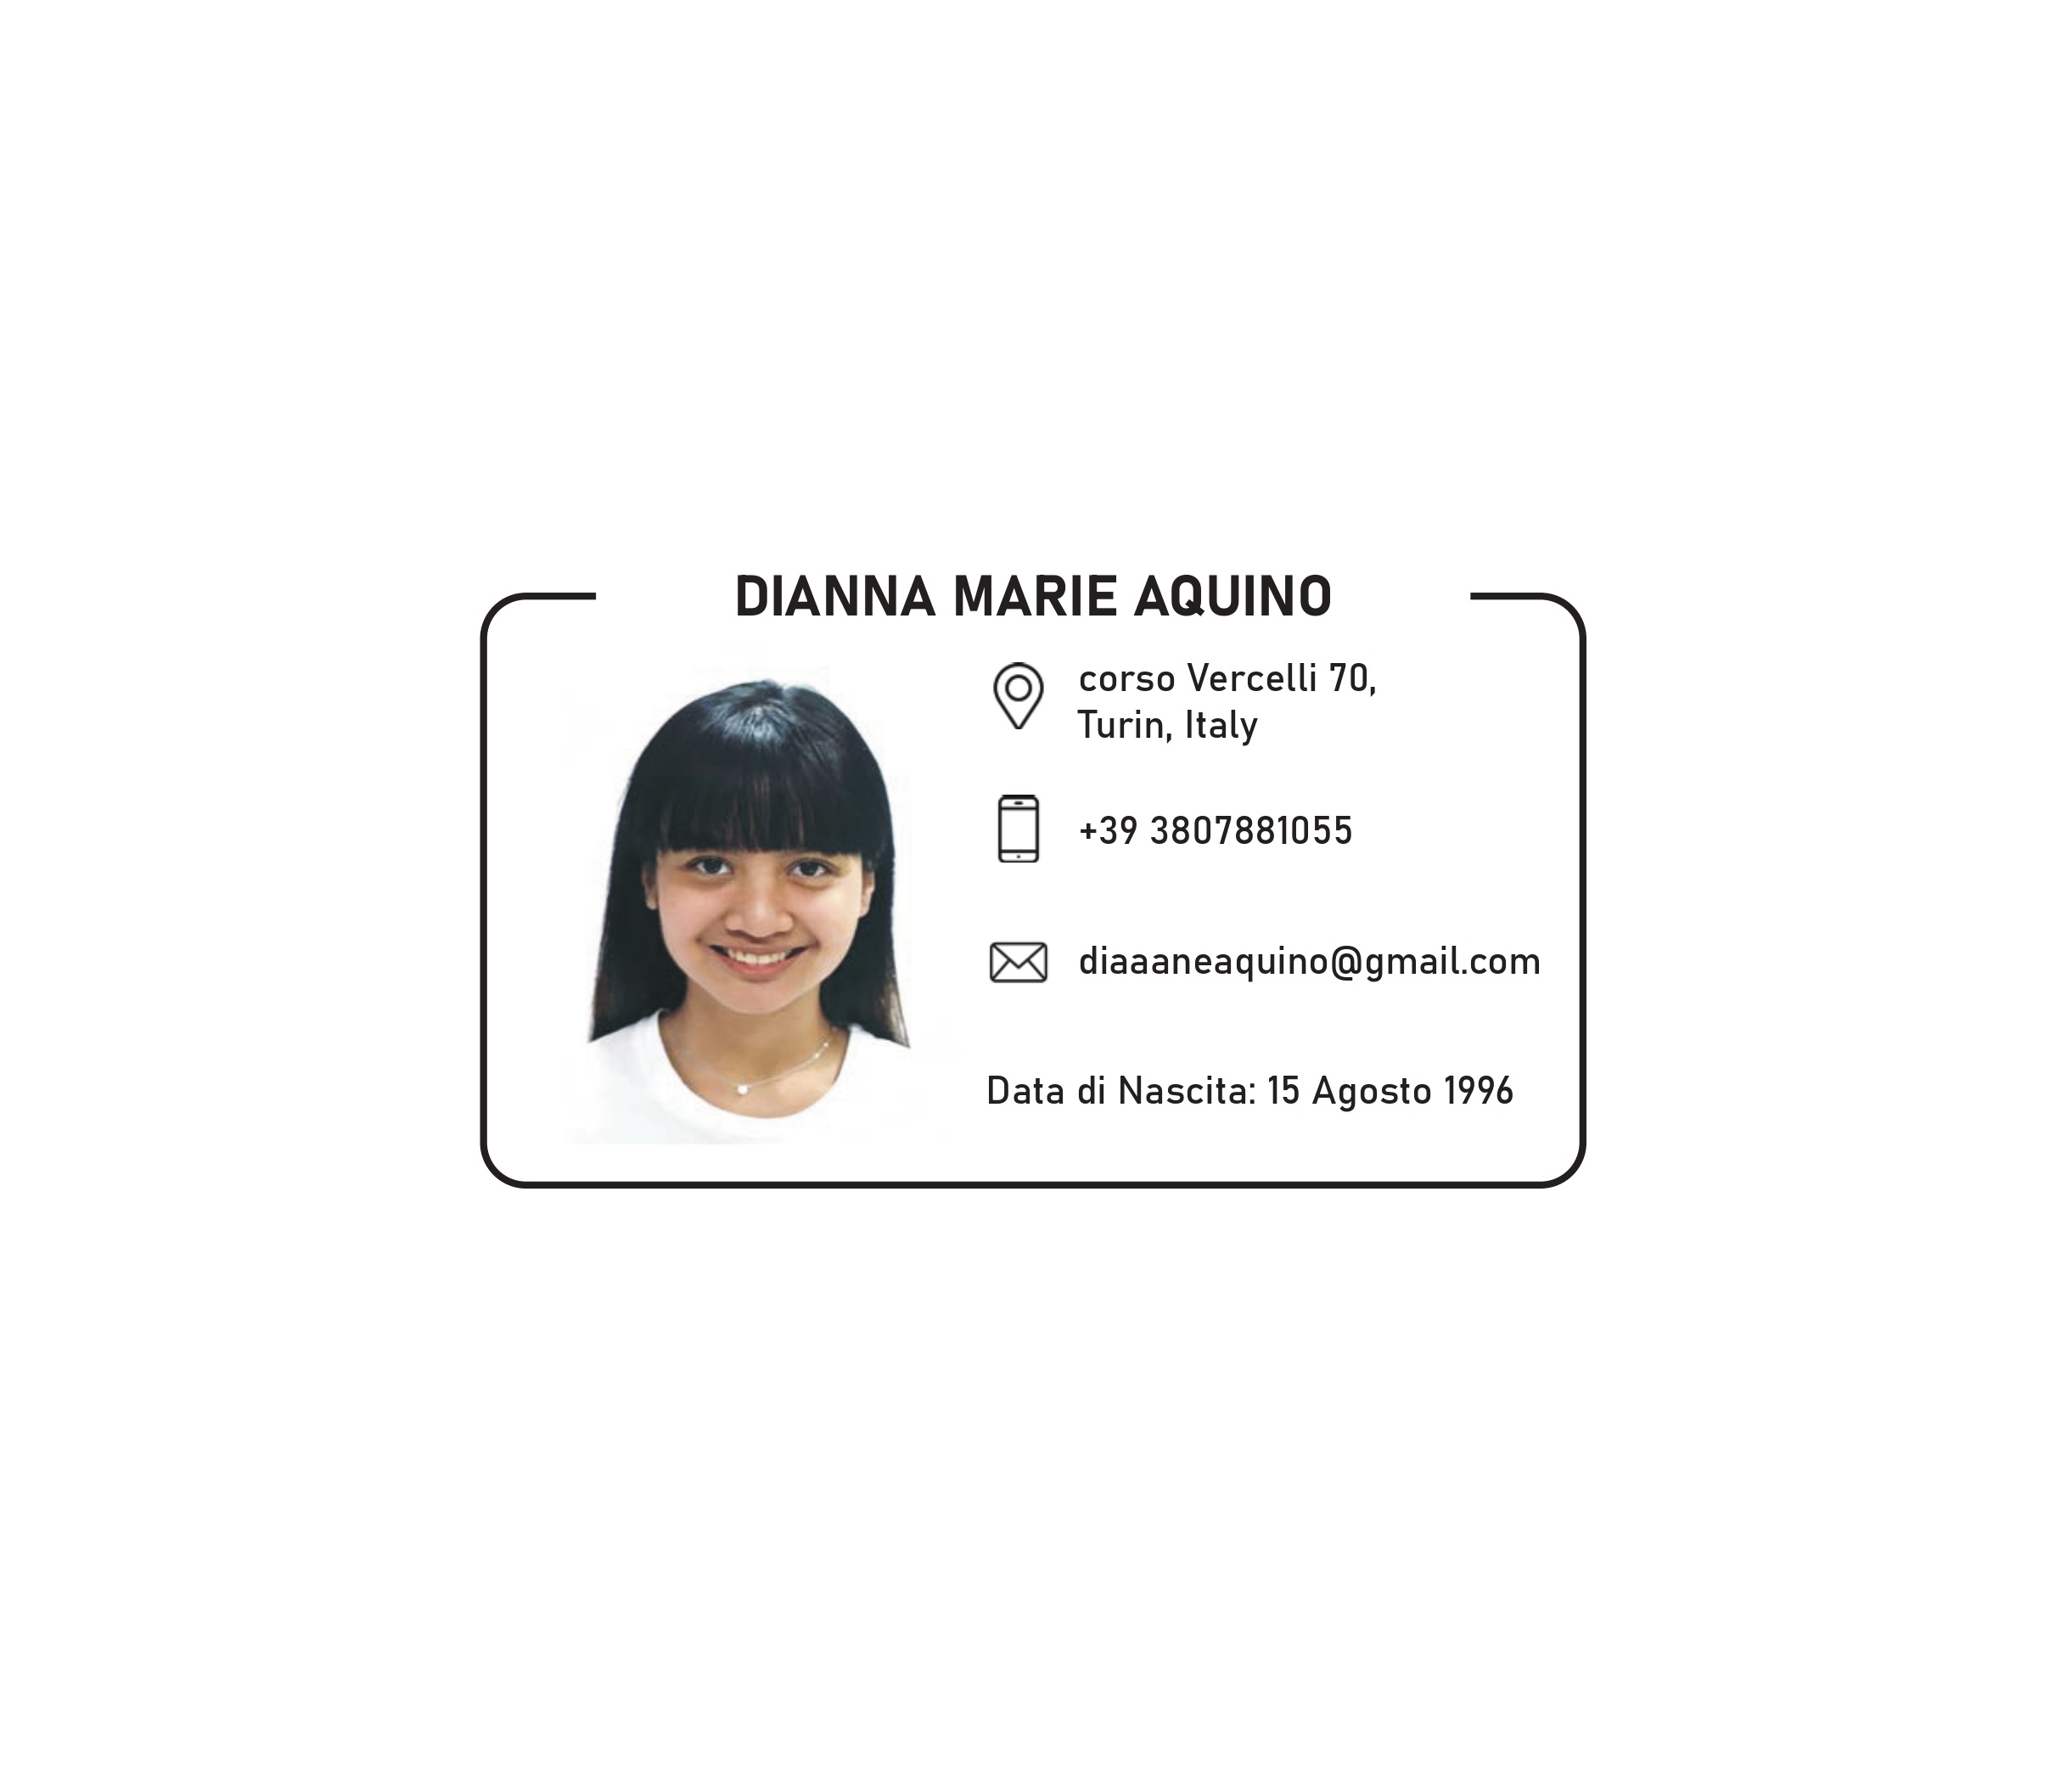 DIANNA MARIE AQUINO
corso Vercelli 70,
Turin, Italy
+39 3807881055
diaaaneaquino@gmail.com
Data di Nascita: 15 Agosto 1996